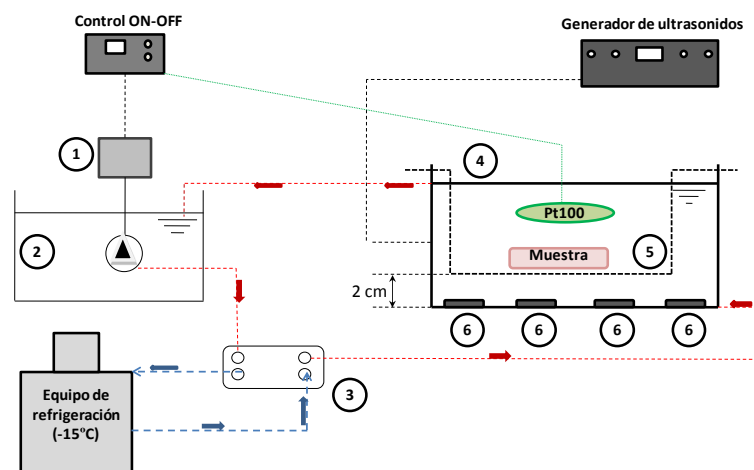 Control ON-OFF
Generador de ultrasonidos
1
4
Pt100
2
5
Muestra
2 cm
6 6 6 6
3
Equipo de
refrigeración
(-15ºC)